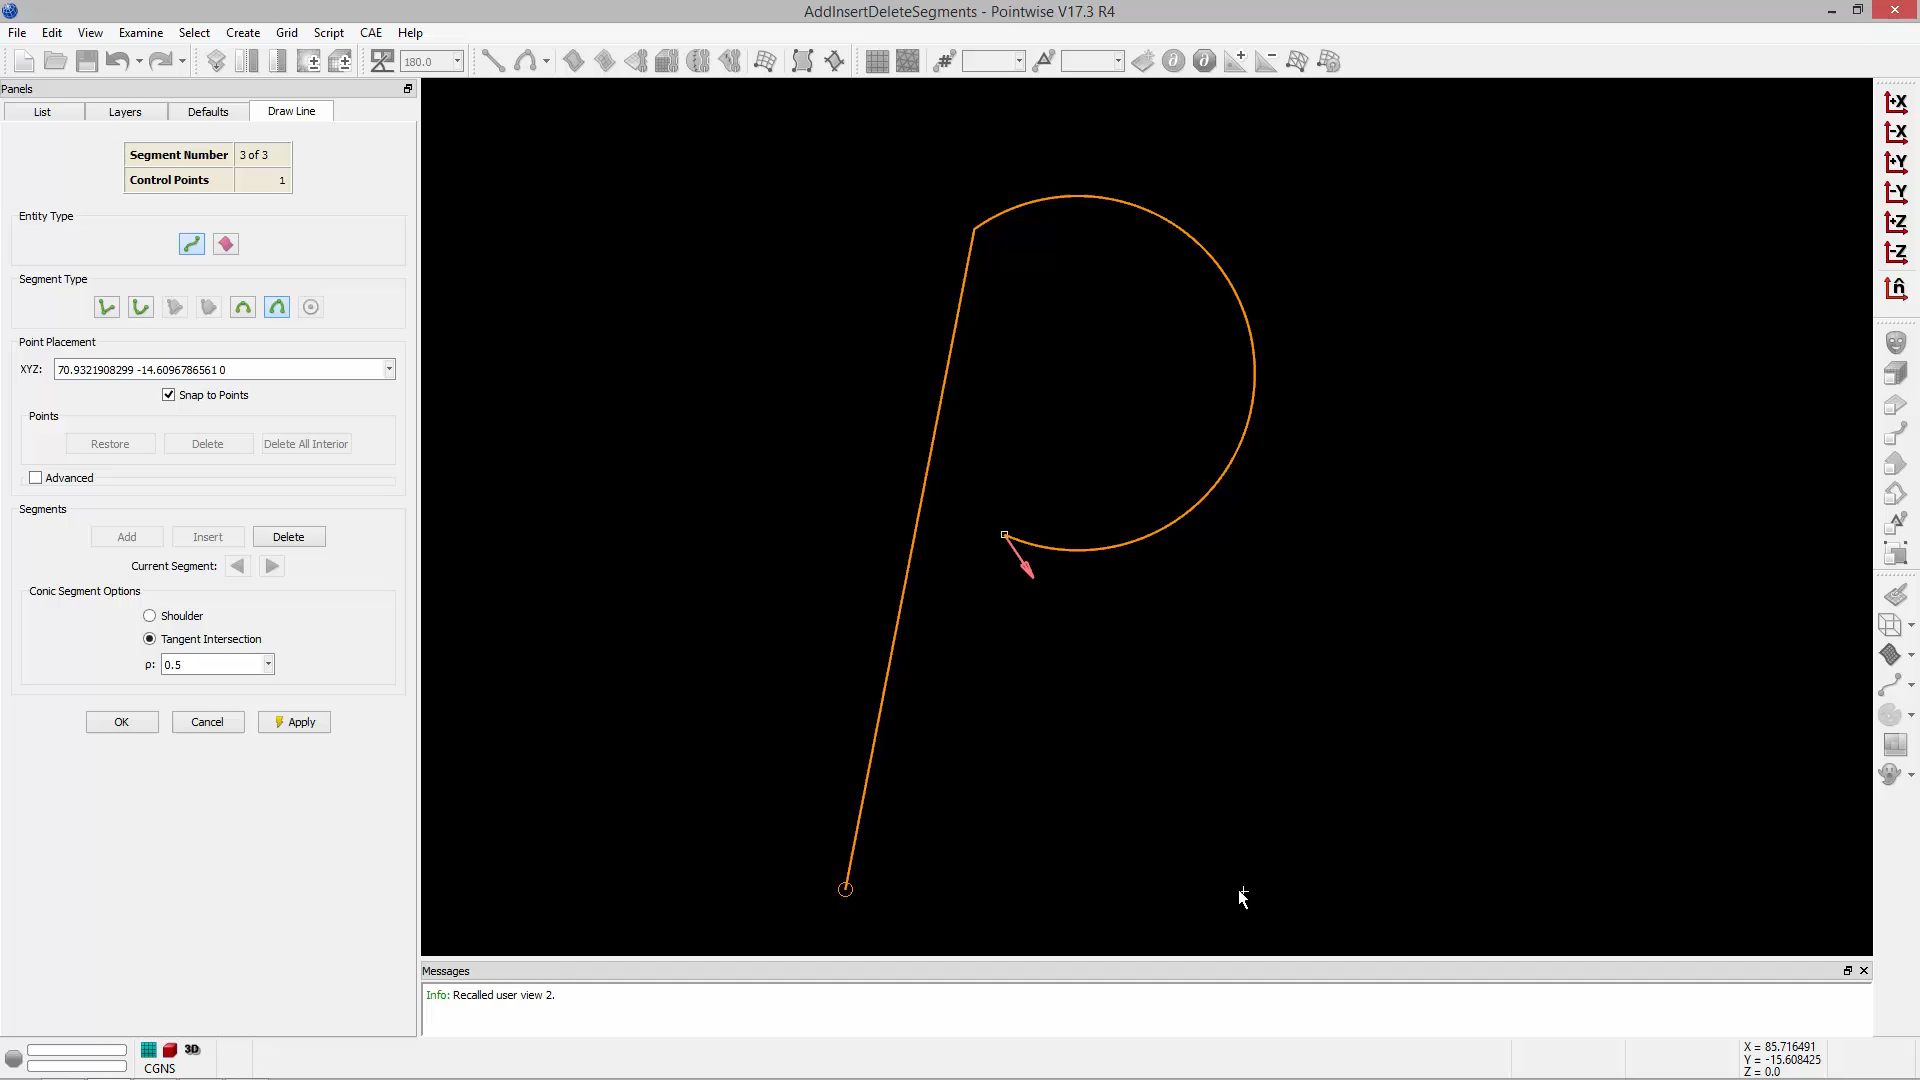 AddInsertDeleteSegments - Pointwise V17.3 R4
File Edit View Examine Select Create Grid Script CAE Help
180.0
Panels
List Layers Defaults Draw Line
Segment Number 3 of 3
Control Points 1
Entity Type
Segment Type
Point Placement
XYZ: 70.9321908299 -14.6096786561 0
Snap to Points
Points
Restore Delete Delete All Interior
Advanced
Segments
Add Insert Delete
Current Segment:
Conic Segment Options
Shoulder
Tangent Intersection
ρ: 0.5
OK Cancel Apply
+X
-X
+Y
-Y
+Z
-Z
n̂
Messages
Info: Recalled user view 2.
3D
CGNS
X = 85.716491
Y = -15.608425
Z = 0.0